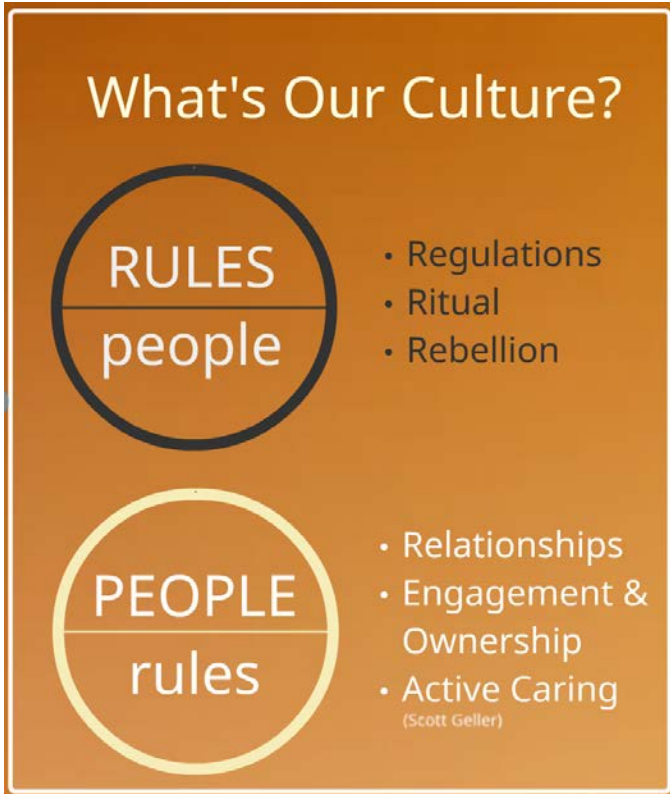 What's Our Culture?
RULES
people
• Regulations
• Ritual
• Rebellion
PEOPLE
rules
• Relationships
• Engagement &
Ownership
• Active Caring
(Scott Geller)